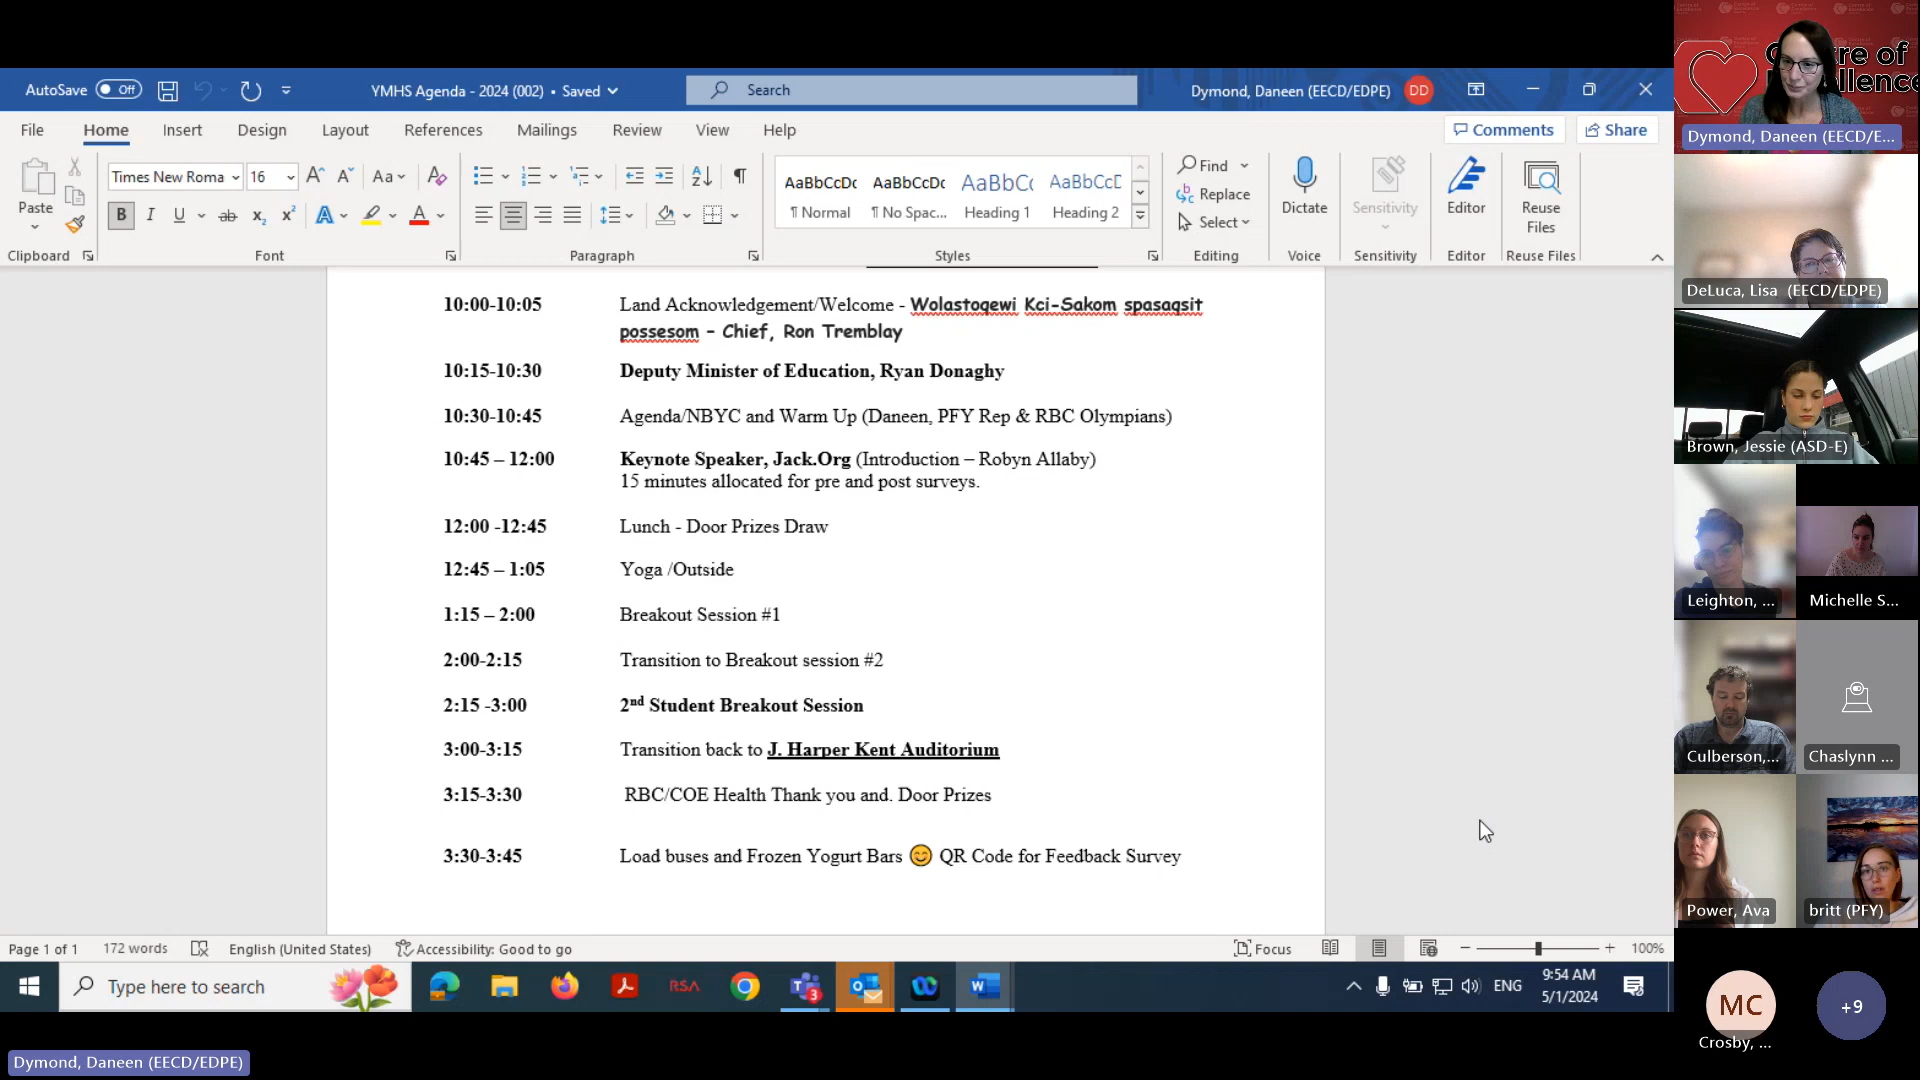 AutoSave Off
YMHS Agenda - 2024 (002) • Saved
Search
Dymond, Daneen (EECD/EDPE) DD
File Home Insert Design Layout References Mailings Review View Help
Comments Share
Paste
Clipboard
Times New Roma 16
Font
Paragraph
AaBbCcDc AaBbCcDc AaBbCc AaBbCcD
¶ Normal ¶ No Spac... Heading 1 Heading 2
Styles
Find
Replace
Select
Editing
Dictate
Voice
Sensitivity
Sensitivity
Editor
Editor
Reuse
Files
Reuse Files
10:00-10:05 Land Acknowledgement/Welcome - Wolastoqewi Kci-Sakom spasaqsit
possesom – Chief, Ron Tremblay
10:15-10:30 Deputy Minister of Education, Ryan Donaghy
10:30-10:45 Agenda/NBYC and Warm Up (Daneen, PFY Rep & RBC Olympians)
10:45 – 12:00 Keynote Speaker, Jack.Org (Introduction – Robyn Allaby)
15 minutes allocated for pre and post surveys.
12:00 -12:45 Lunch - Door Prizes Draw
12:45 – 1:05 Yoga /Outside
1:15 – 2:00 Breakout Session #1
2:00-2:15 Transition to Breakout session #2
2:15 -3:00 2nd Student Breakout Session
3:00-3:15 Transition back to J. Harper Kent Auditorium
3:15-3:30 RBC/COE Health Thank you and. Door Prizes
3:30-3:45 Load buses and Frozen Yogurt Bars 😊 QR Code for Feedback Survey
Page 1 of 1 172 words English (United States) Accessibility: Good to go
Focus 100%
Type here to search
RSA
3
ENG
9:54 AM
5/1/2024
Dymond, Daneen (EECD/EDPE)
Centre of
Dymond, Daneen (EECD/E...
DeLuca, Lisa (EECD/EDPE)
Brown, Jessie (ASD-E)
Leighton, ...
Michelle S...
Culberson,...
Chaslynn ...
Power, Ava
britt (PFY)
MC
Crosby, ...
+9